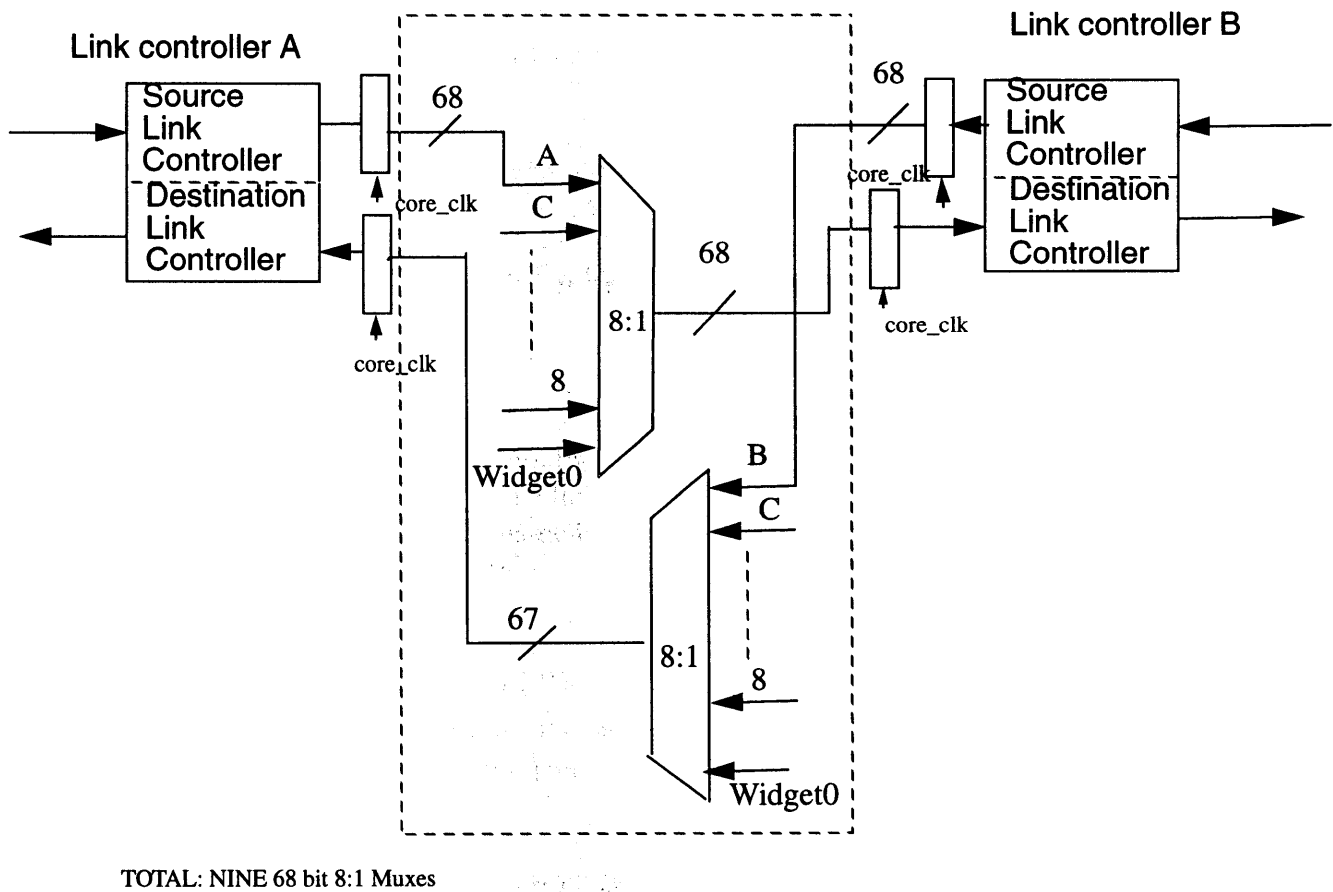 Link controller A
Link controller B
Source
Link
Controller
Destination
Link
Controller
core_clk
core_clk
68
A
C
8
Widget0
8:1
68
68
Source
Link
Controller
Destination
Link
Controller
core_clk
core_clk
B
C
8
Widget0
8:1
67
TOTAL: NINE 68 bit 8:1 Muxes